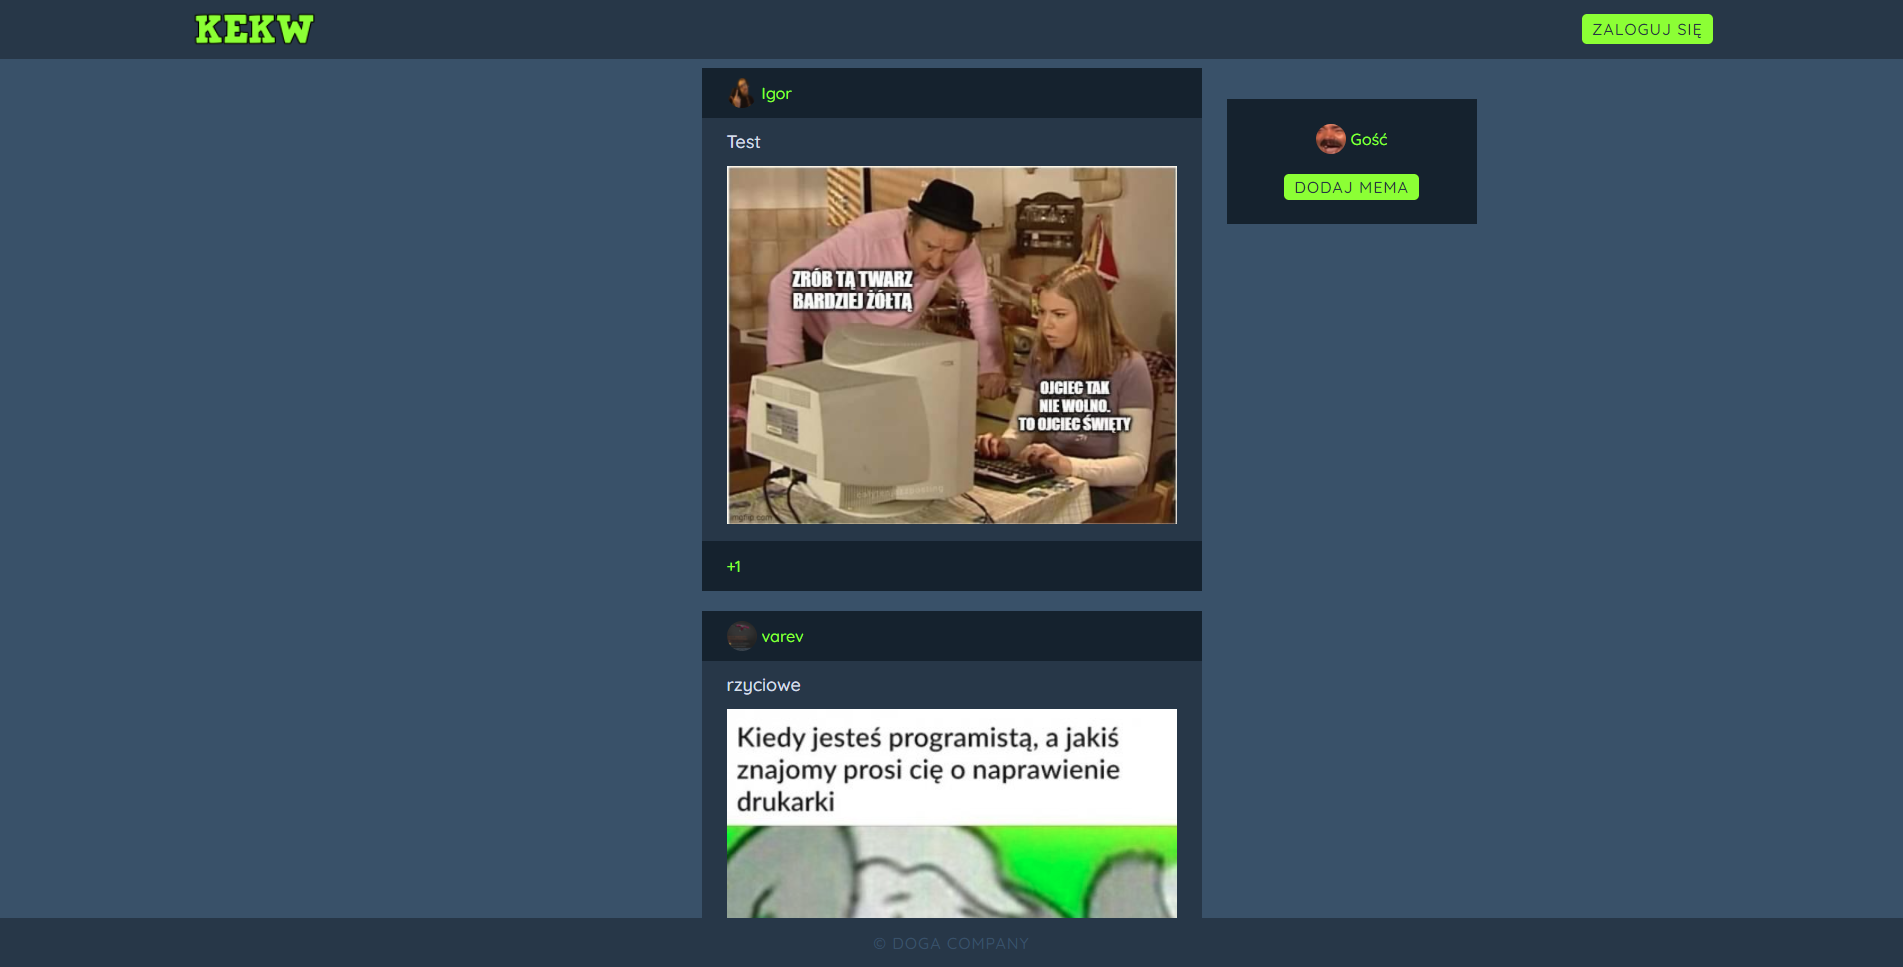 KEKW
ZALOGUJ SIĘ
Igor
Test
ZRÓB TĄ TWARZ
BARDZIEJ ŻÓŁTĄ
OJCIEC TAK
NIE WOLNO.
TO OJCIEC ŚWIĘTY
imgflip.com
+1
Gość
DODAJ MEMA
varev
rzyciowe
Kiedy jesteś programistą, a jakiś
znajomy prosi cię o naprawienie
drukarki
© DOGA COMPANY